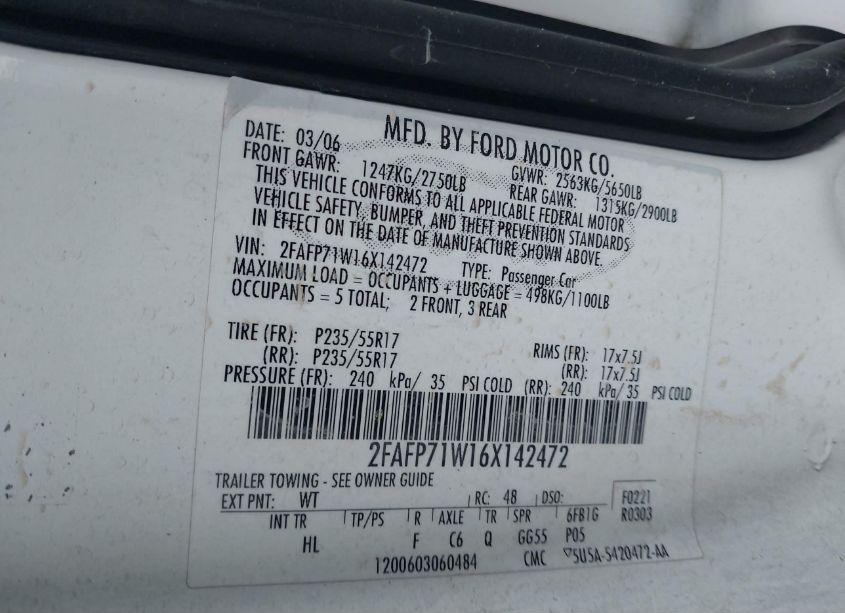 MFD. BY FORD MOTOR CO.
DATE: 03/06 GVWR: 2563KG/5650LB
FRONT GAWR: 1247KG/2750LB REAR GAWR: 1315KG/2900LB
THIS VEHICLE CONFORMS TO ALL APPLICABLE FEDERAL MOTOR
VEHICLE SAFETY, BUMPER, AND THEFT PREVENTION STANDARDS
IN EFFECT ON THE DATE OF MANUFACTURE SHOWN ABOVE.
VIN: 2FAFP71W16X142472 TYPE: Passenger Car
MAXIMUM LOAD = OCCUPANTS + LUGGAGE = 498KG/1100LB
OCCUPANTS = 5 TOTAL; 2 FRONT, 3 REAR
TIRE (FR): P235/55R17 RIMS (FR): 17x7.5J
(RR): P235/55R17 (RR): 17x7.5J
PRESSURE (FR): 240 kPa/ 35 PSI COLD (RR): 240 kPa/ 35 PSI COLD
2FAFP71W16X142472
TRAILER TOWING - SEE OWNER GUIDE
EXT PNT: WT RC: 48 DSO: F0221
INT TR TP/PS R AXLE TR SPR 6FB1G R0303
HL F C6 Q GG55 P05
1200603060484 CMC 5U5A-5420472-AA